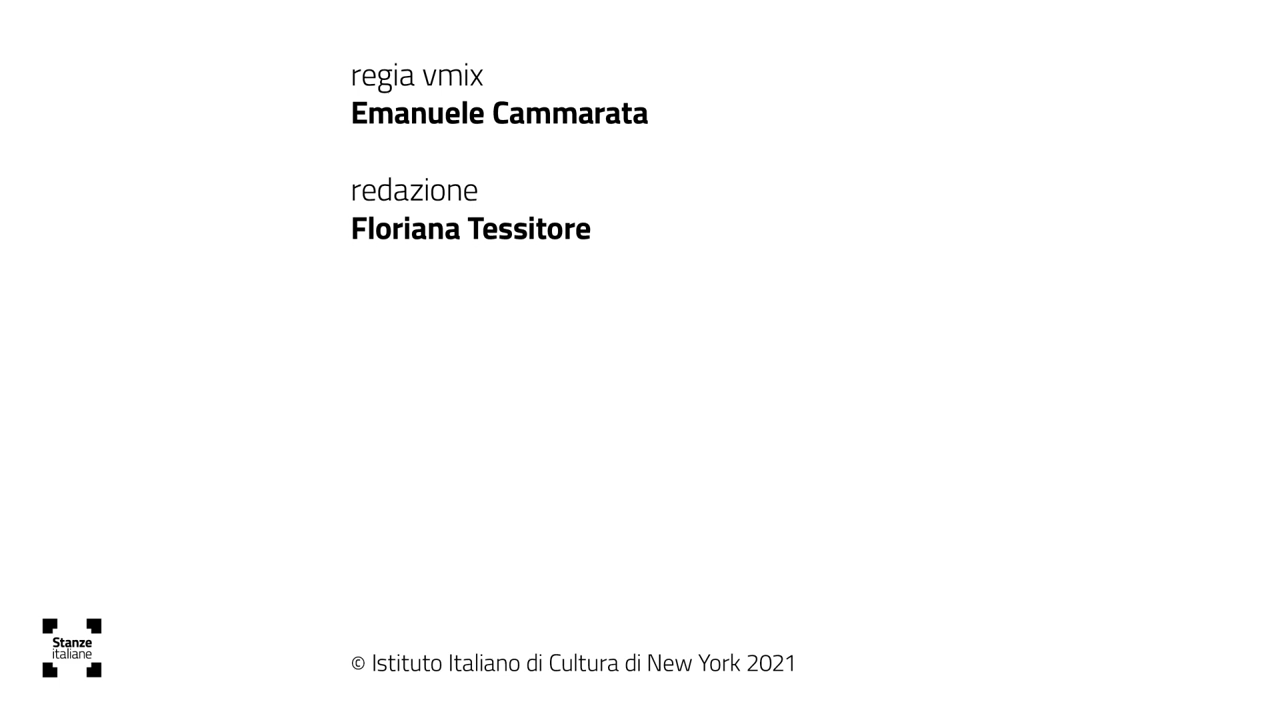 regia vmix
Emanuele Cammarata
redazione
Floriana Tessitore
Stanze
italiane
© Istituto Italiano di Cultura di New York 2021